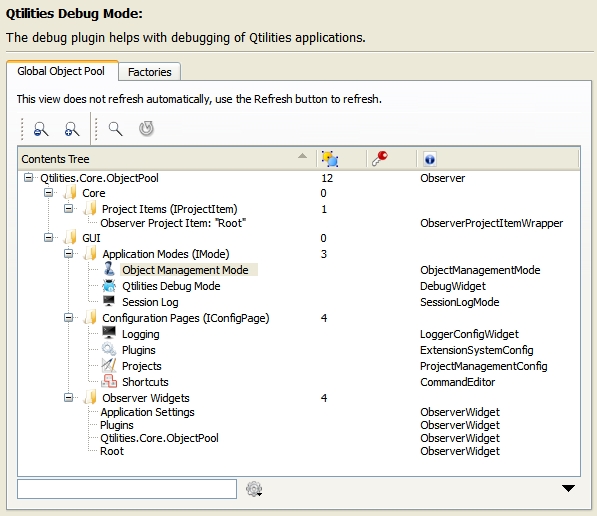 Qtilities Debug Mode:
The debug plugin helps with debugging of Qtilities applications.
Global Object Pool Factories
This view does not refresh automatically, use the Refresh button to refresh.
Contents Tree
Qtilities.Core.ObjectPool 12 Observer
Core 0
Project Items (IProjectItem) 1
Observer Project Item: "Root" ObserverProjectItemWrapper
GUI 0
Application Modes (IMode) 3
Object Management Mode ObjectManagementMode
Qtilities Debug Mode DebugWidget
Session Log SessionLogMode
Configuration Pages (IConfigPage) 4
Logging LoggerConfigWidget
Plugins ExtensionSystemConfig
Projects ProjectManagementConfig
Shortcuts CommandEditor
Observer Widgets 4
Application Settings ObserverWidget
Plugins ObserverWidget
Qtilities.Core.ObjectPool ObserverWidget
Root ObserverWidget